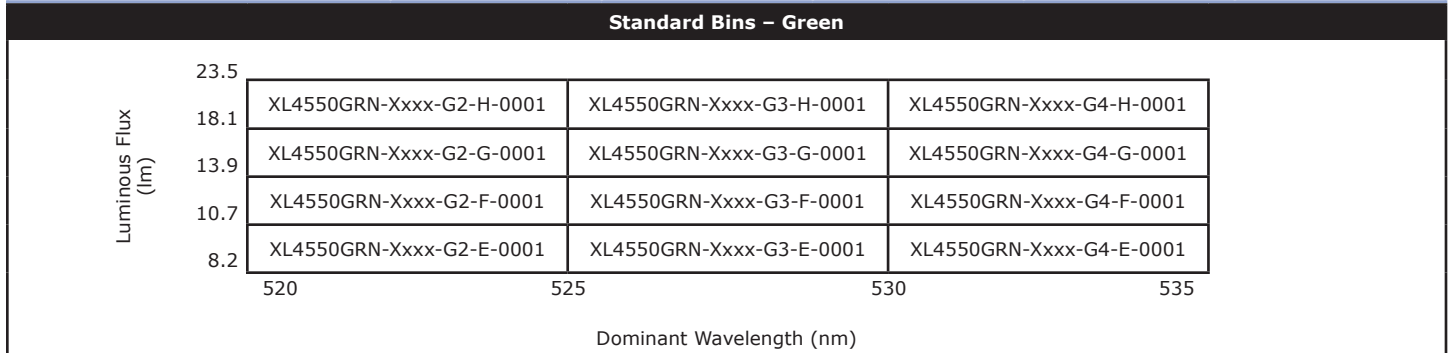 Standard Bins – Green
23.5
XL4550GRN-Xxxx-G2-H-0001 XL4550GRN-Xxxx-G3-H-0001 XL4550GRN-Xxxx-G4-H-0001
18.1
XL4550GRN-Xxxx-G2-G-0001 XL4550GRN-Xxxx-G3-G-0001 XL4550GRN-Xxxx-G4-G-0001
13.9
XL4550GRN-Xxxx-G2-F-0001 XL4550GRN-Xxxx-G3-F-0001 XL4550GRN-Xxxx-G4-F-0001
10.7
XL4550GRN-Xxxx-G2-E-0001 XL4550GRN-Xxxx-G3-E-0001 XL4550GRN-Xxxx-G4-E-0001
8.2
Luminous Flux
(lm)
520 525 530 535
Dominant Wavelength (nm)